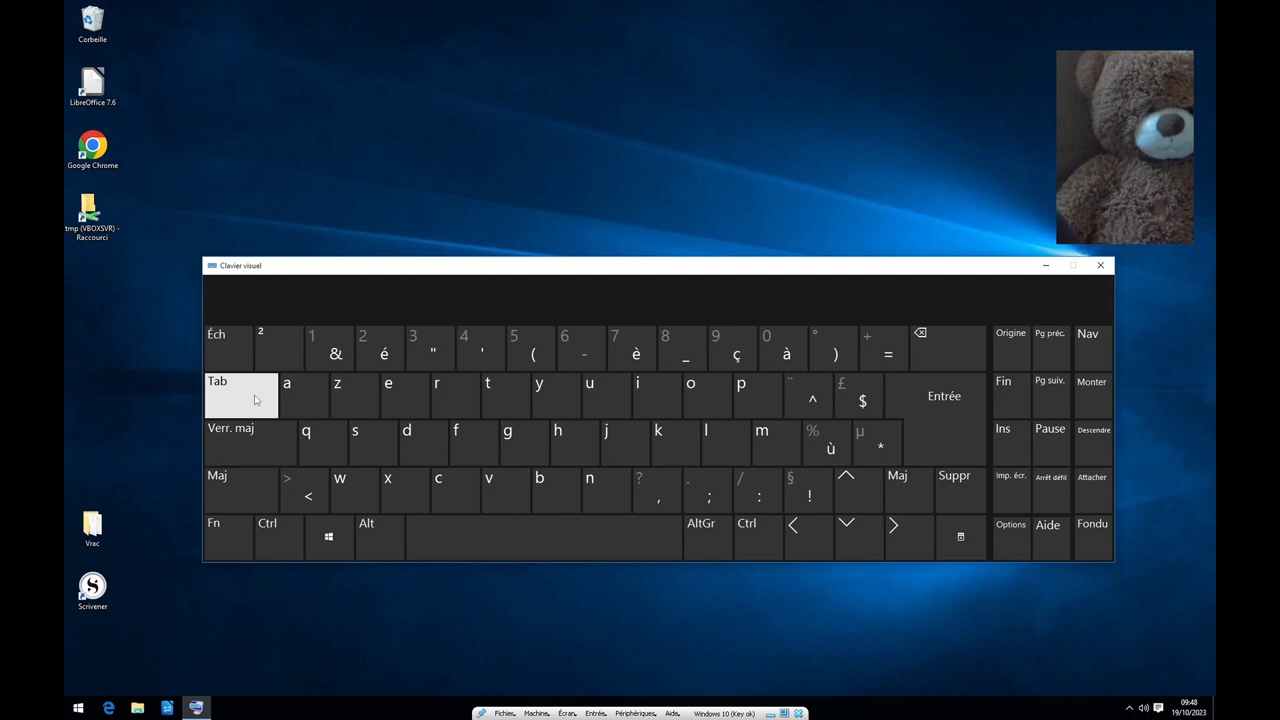 Corbeille
LibreOffice 7.6
Google Chrome
tmp (VBOXSVR) -
Raccourci
Vrac
Scrivener
Clavier visuel
Éch ² 1 & 2 é 3 " 4 ' 5 ( 6 - 7 è 8 _ 9 ç 0 à ° ) + = Origine Pg préc. Nav
Tab a z e r t y u i o p ¨ ^ £ $ Entrée Fin Pg suiv. Monter
Verr. maj q s d f g h j k l m % ù µ * Ins Pause Descendre
Maj > < w x c v b n ? , . ; / : § ! Maj Suppr Imp. écr. Arrêt défil Attacher
Fn Ctrl Alt AltGr Ctrl Options Aide Fondu
Fichier Machine Écran Entrée Périphériques Aide Windows 10 (Key ok)
09:48
19/10/2023